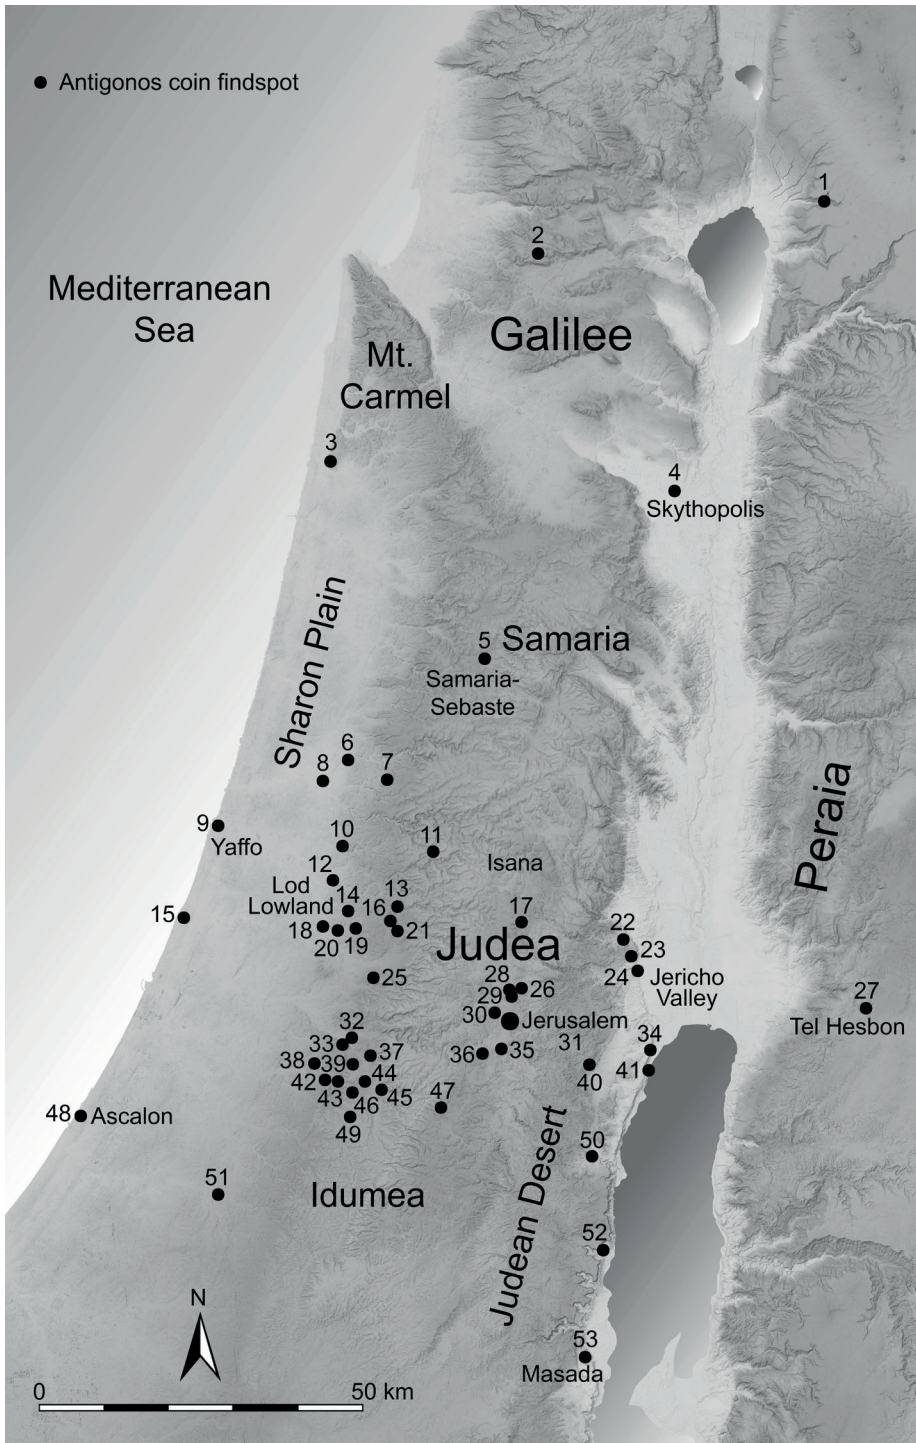 Antigonos coin findspot
1
2
Mediterranean
Sea
Galilee
Mt.
Carmel
3
4
Skythopolis
Sharon Plain
5
Samaria
Samaria-
Sebaste
6
8
7
Peraia
9
Yaffo
10
11
Isana
12
Lod
Lowland
13
14
16
15
17
18
20
19
21
Judea
22
23
24
Jericho
Valley
25
28
26
29
27
Tel Hesbon
30
Jerusalem
32
33
31
34
37
36
35
38
39
40
41
42
44
43
46
45
47
48
Ascalon
49
Judean Desert
50
51
Idumea
52
N
53
Masada
0
50 km